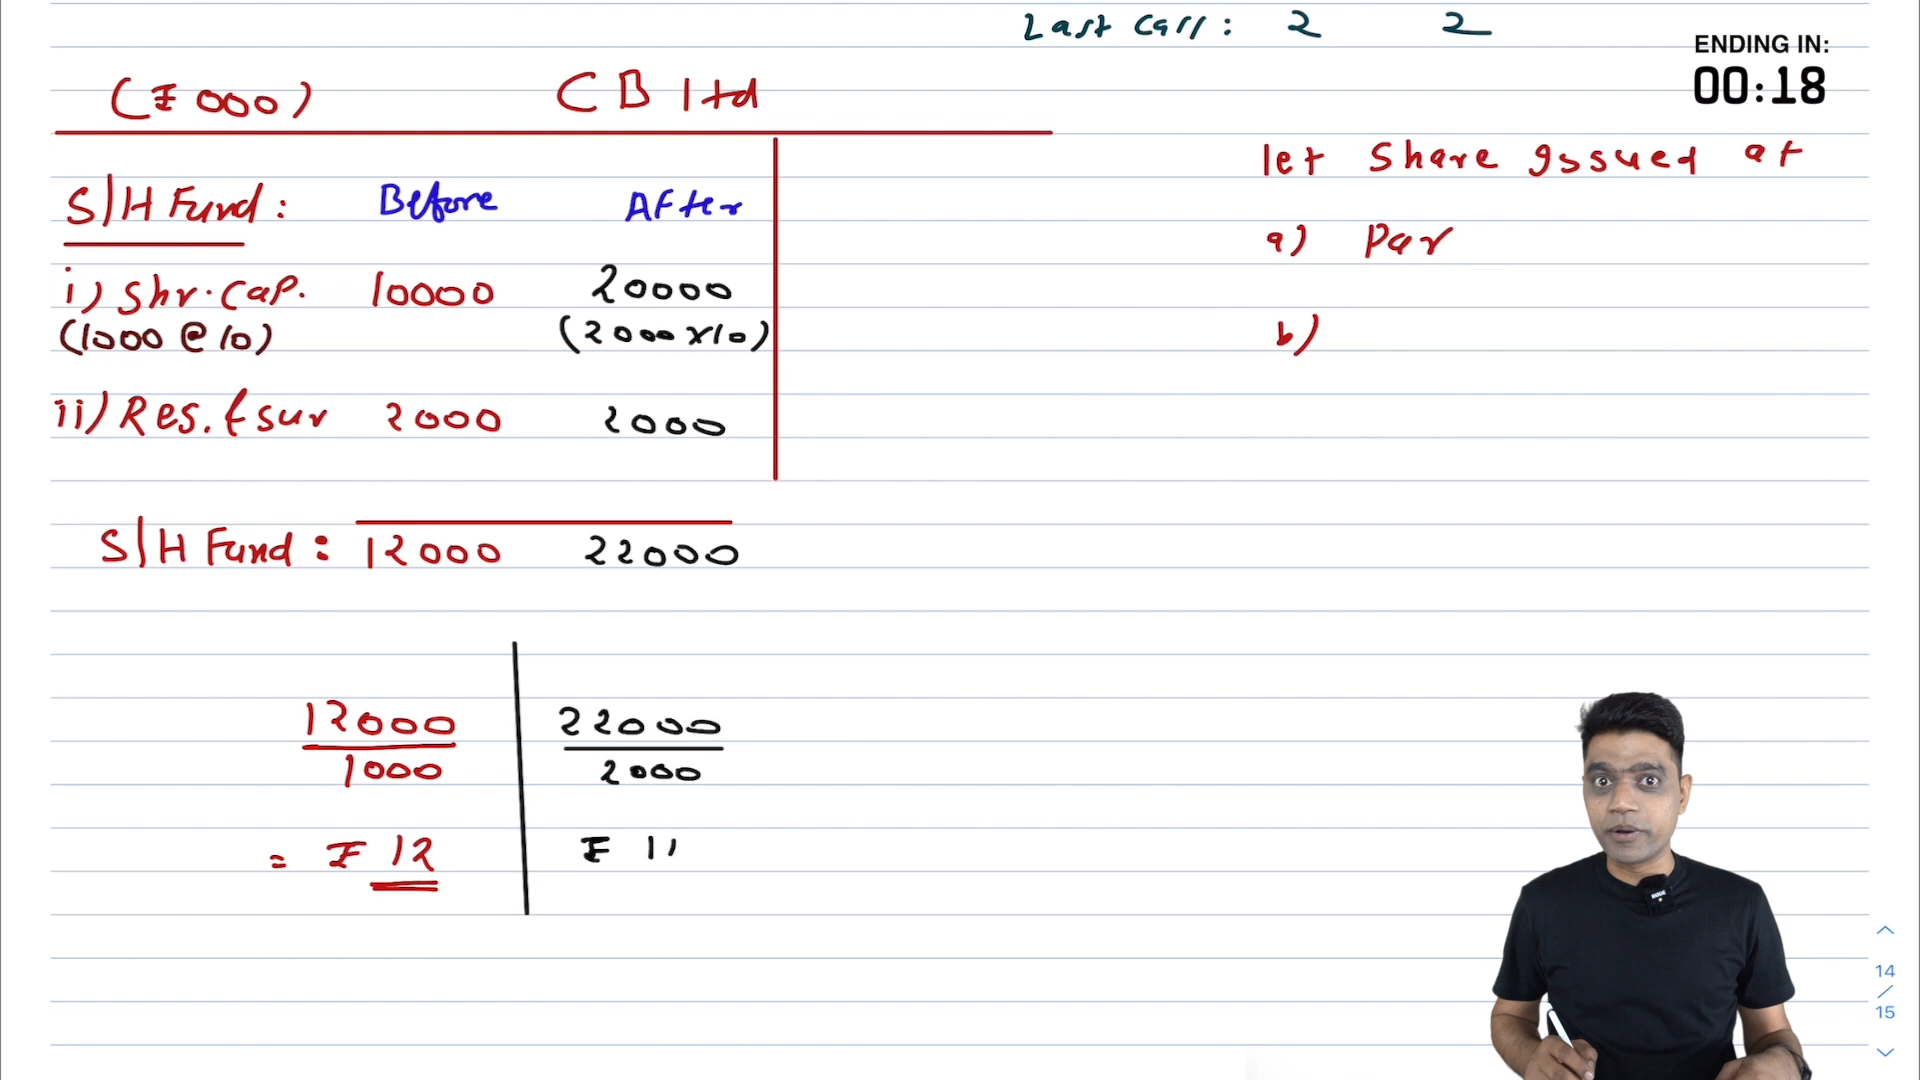 Last Call: 2 2
ENDING IN:
00:18
(₹ 000) CB ltd
let Share Issued at
S/H Fund: Before After
a) Par
i) Shr. Cap. 10000 20000
(1000 @ 10) (2000 x 10)
b)
ii) Res. & Sur 2000 2000
S/H Fund: 12000 22000
12000 22000
1000 2000
= ₹ 12 ₹ 11
14
/
15